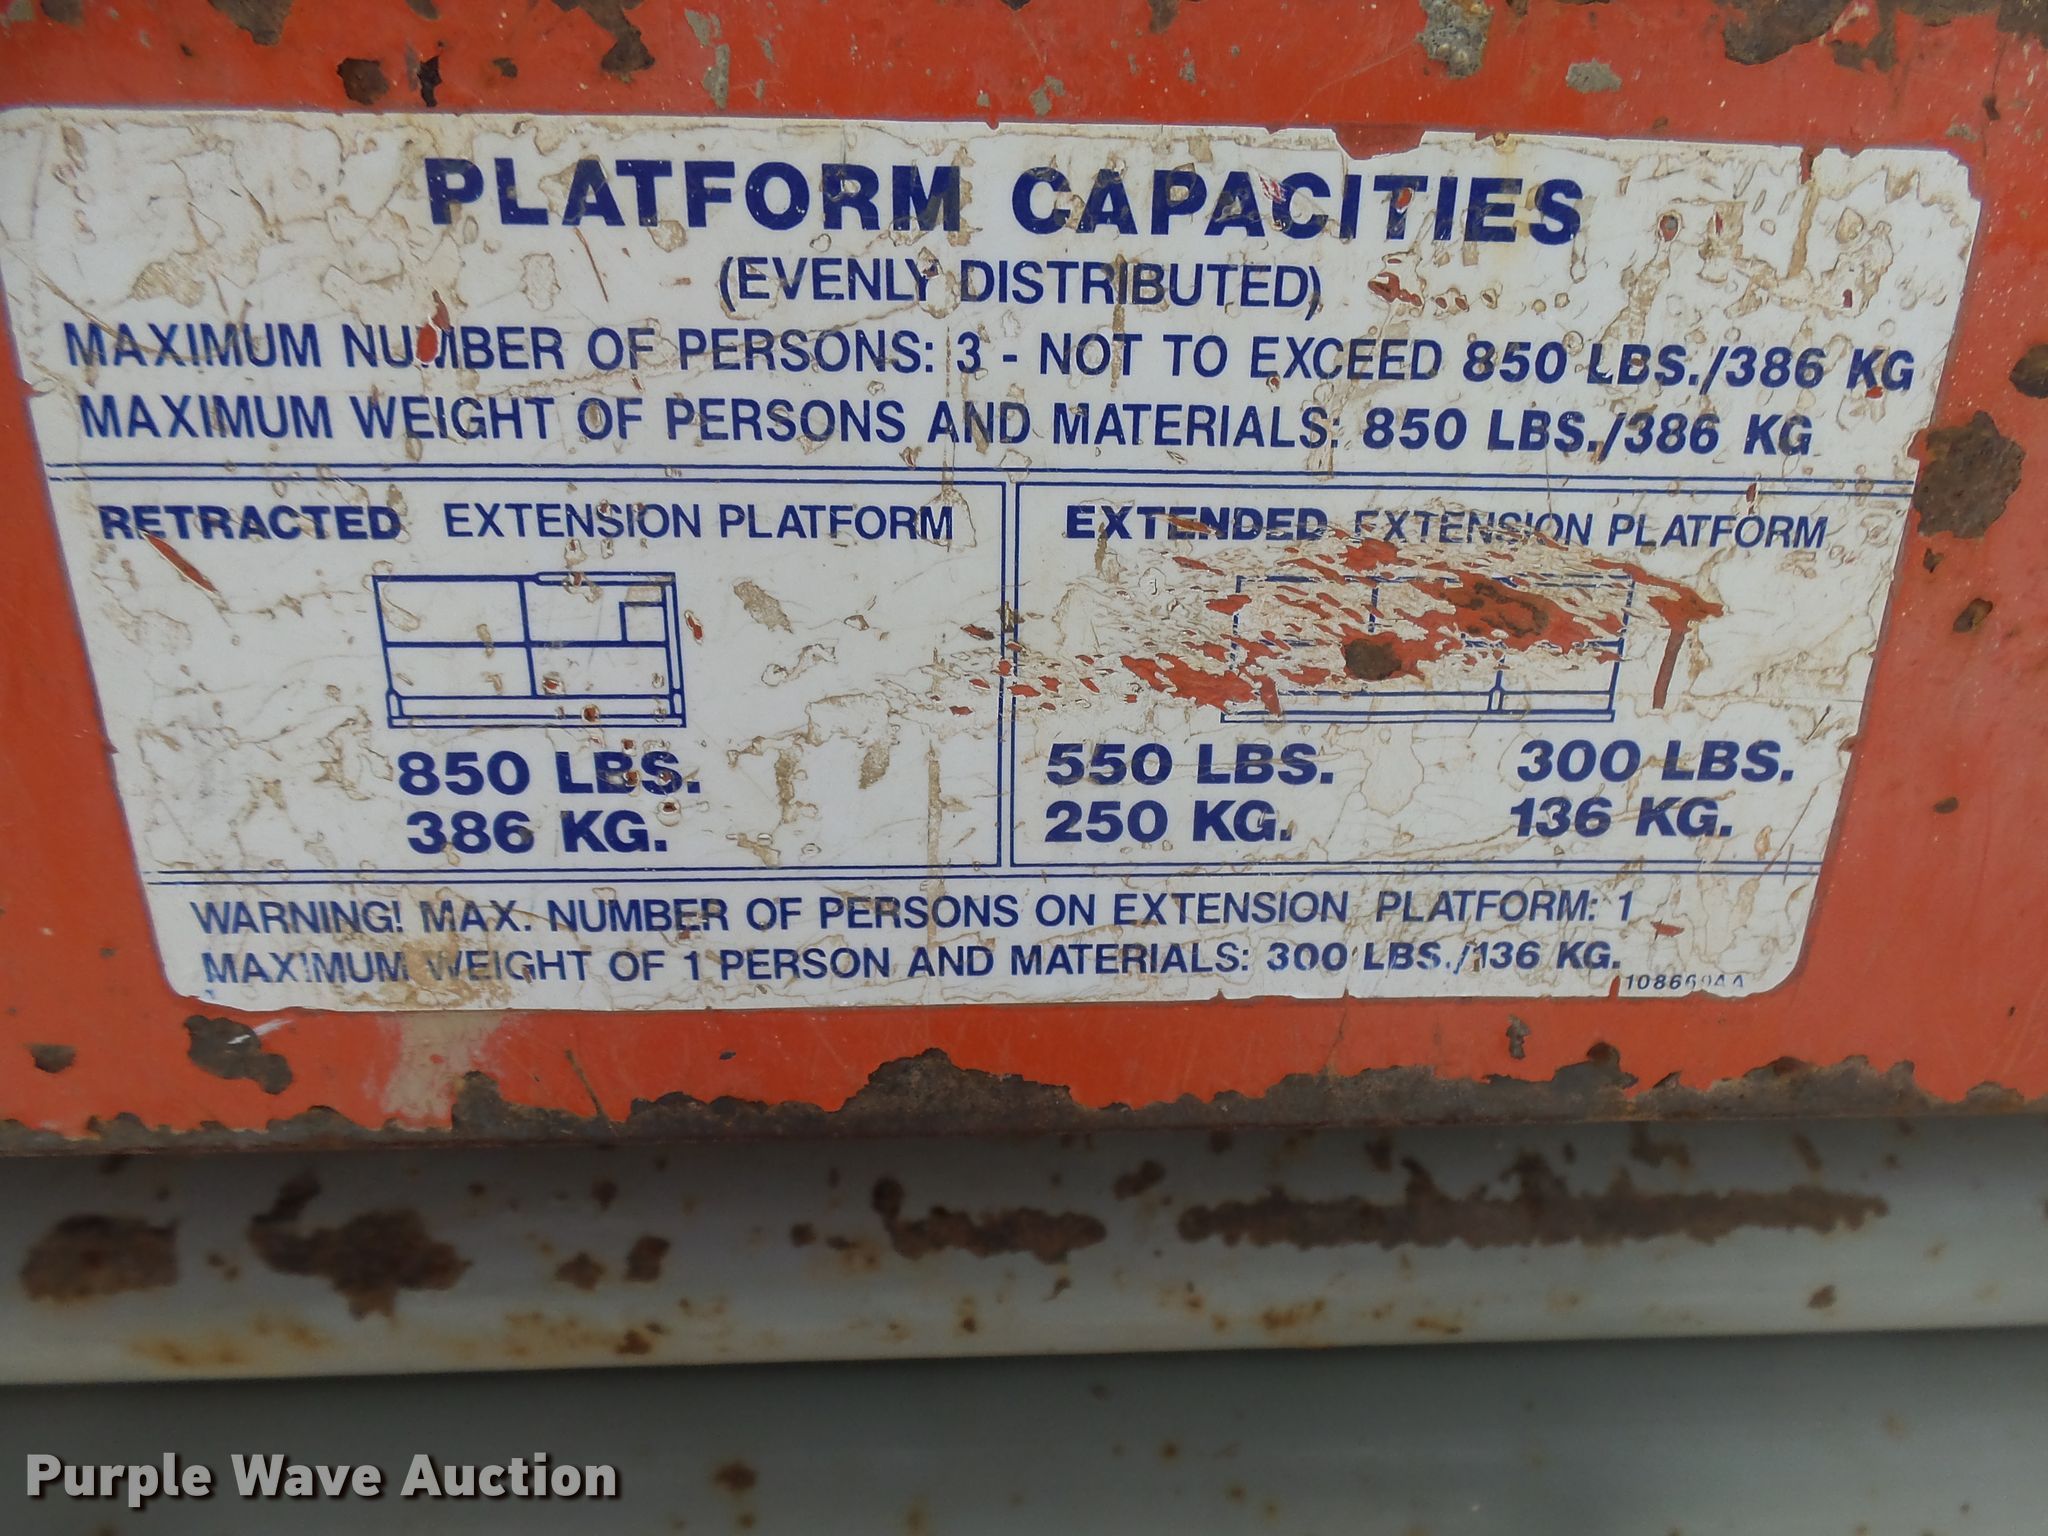 PLATFORM CAPACITIES
(EVENLY DISTRIBUTED)
MAXIMUM NUMBER OF PERSONS: 3 - NOT TO EXCEED 850 LBS./386 KG
MAXIMUM WEIGHT OF PERSONS AND MATERIALS: 850 LBS./386 KG
RETRACTED EXTENSION PLATFORM
850 LBS.
386 KG.
EXTENDED EXTENSION PLATFORM
550 LBS. 300 LBS.
250 KG. 136 KG.
WARNING! MAX. NUMBER OF PERSONS ON EXTENSION PLATFORM: 1
MAXIMUM WEIGHT OF 1 PERSON AND MATERIALS: 300 LBS./136 KG.
Purple Wave Auction